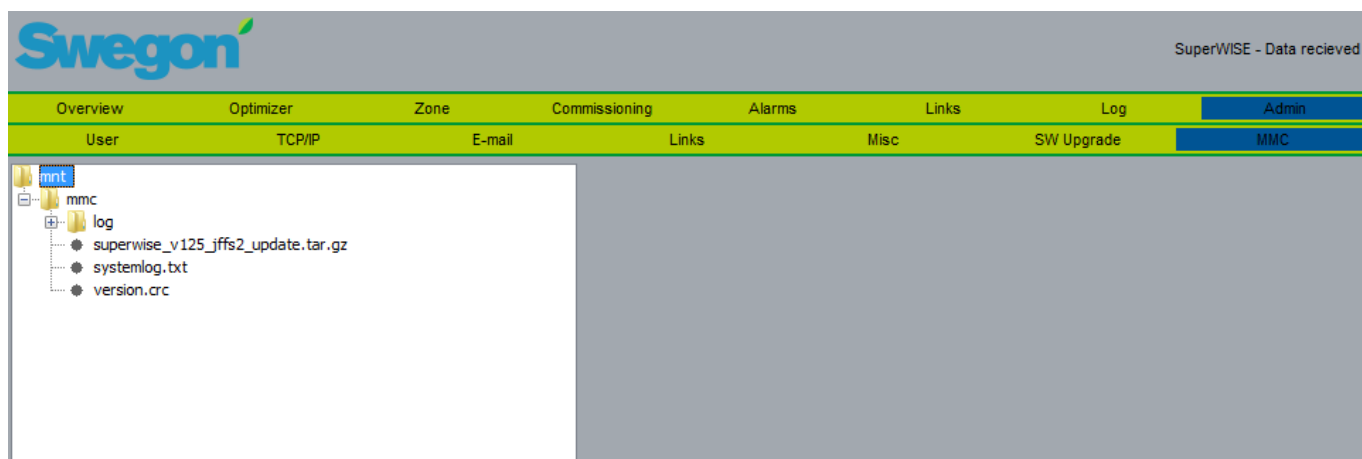 Swegon
SuperWISE - Data recieved
Overview Optimizer Zone Commissioning Alarms Links Log Admin
User TCP/IP E-mail Links Misc SW Upgrade MMC
mnt
mmc
log
superwise_v125_jffs2_update.tar.gz
systemlog.txt
version.crc